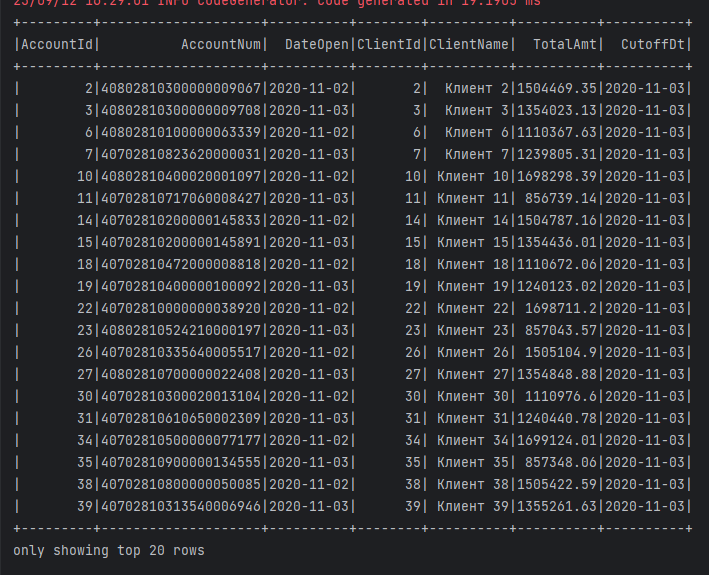 23/09/12 16:29:01 INFO CodeGenerator: Code generated in 19.1905 ms
+---------+--------------------+----------+--------+----------+----------+----------+
|AccountId|          AccountNum|  DateOpen|ClientId|ClientName|  TotalAmt|  CutoffDt|
+---------+--------------------+----------+--------+----------+----------+----------+
|        2|40802810300000009067|2020-11-02|       2|  Клиент 2|1504469.35|2020-11-03|
|        3|40802810300000009708|2020-11-03|       3|  Клиент 3|1354023.13|2020-11-03|
|        6|40802810100000063339|2020-11-02|       6|  Клиент 6|1110367.63|2020-11-03|
|        7|40702810823620000031|2020-11-03|       7|  Клиент 7|1239805.31|2020-11-03|
|       10|40802810400020001097|2020-11-02|      10| Клиент 10|1698298.39|2020-11-03|
|       11|40702810717060008427|2020-11-03|      11| Клиент 11| 856739.14|2020-11-03|
|       14|40702810200000145833|2020-11-02|      14| Клиент 14|1504787.16|2020-11-03|
|       15|40702810200000145891|2020-11-03|      15| Клиент 15|1354436.01|2020-11-03|
|       18|40702810472000008818|2020-11-02|      18| Клиент 18|1110672.06|2020-11-03|
|       19|40702810400000100092|2020-11-03|      19| Клиент 19|1240123.02|2020-11-03|
|       22|40702810000000038920|2020-11-02|      22| Клиент 22| 1698711.2|2020-11-03|
|       23|40802810524210000197|2020-11-03|      23| Клиент 23| 857043.57|2020-11-03|
|       26|40702810335640005517|2020-11-02|      26| Клиент 26| 1505104.9|2020-11-03|
|       27|40802810700000022408|2020-11-03|      27| Клиент 27|1354848.88|2020-11-03|
|       30|40702810300020013104|2020-11-02|      30| Клиент 30| 1110976.6|2020-11-03|
|       31|40702810610650002309|2020-11-03|      31| Клиент 31|1240440.78|2020-11-03|
|       34|40702810500000077177|2020-11-02|      34| Клиент 34|1699124.01|2020-11-03|
|       35|40702810900000134555|2020-11-03|      35| Клиент 35| 857348.06|2020-11-03|
|       38|40702810800000050085|2020-11-02|      38| Клиент 38|1505422.59|2020-11-03|
|       39|40702810313540006946|2020-11-03|      39| Клиент 39|1355261.63|2020-11-03|
+---------+--------------------+----------+--------+----------+----------+----------+
only showing top 20 rows